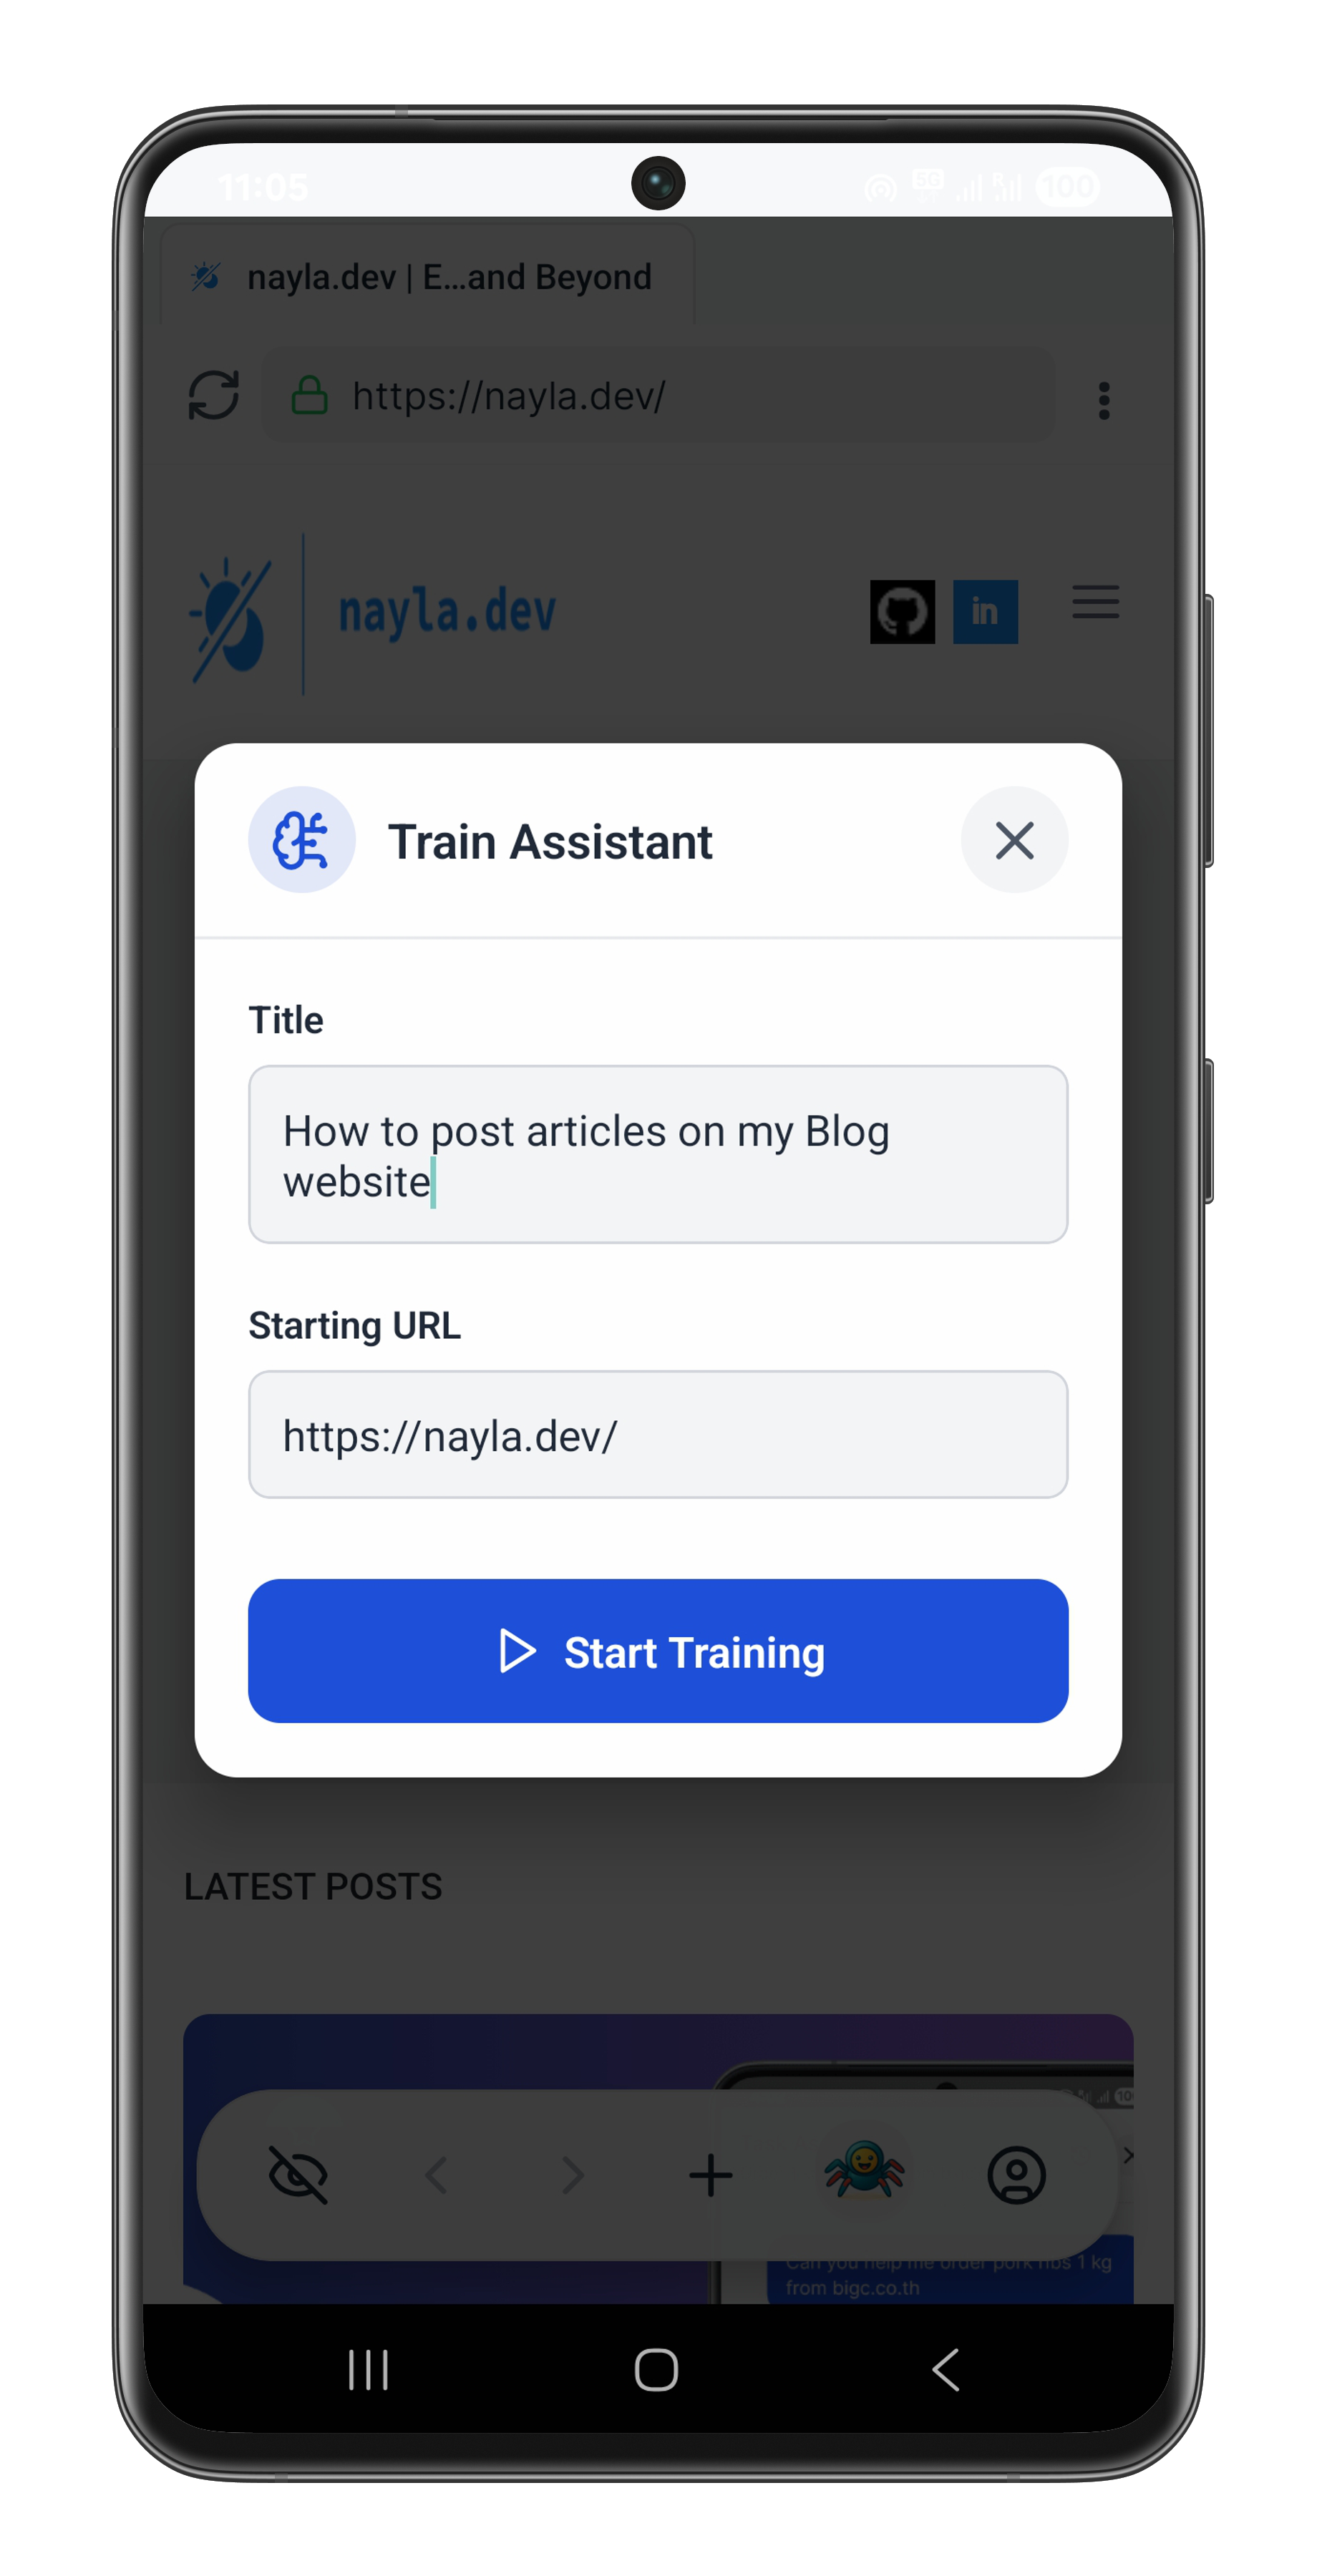 11:05
5G
R
100
nayla.dev | E...and Beyond
https://nayla.dev/
nayla.dev
in
Train Assistant
Title
How to post articles on my Blog
website
Starting URL
https://nayla.dev/
Start Training
LATEST POSTS
Can you help me order pork ribs 1 kg
from bigc.co.th